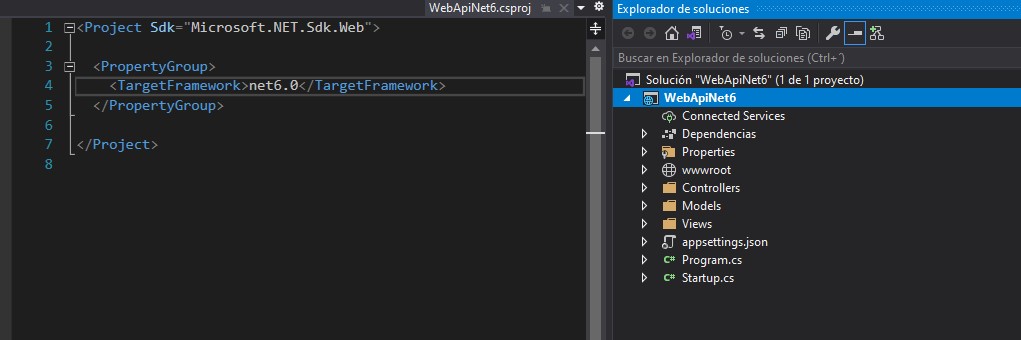 WebApiNet6.csproj
1 <Project Sdk="Microsoft.NET.Sdk.Web">
2
3 <PropertyGroup>
4 <TargetFramework>net6.0</TargetFramework>
5 </PropertyGroup>
6
7 </Project>
8
Explorador de soluciones
Buscar en Explorador de soluciones (Ctrl+´)
Solución "WebApiNet6" (1 de 1 proyecto)
WebApiNet6
Connected Services
Dependencias
Properties
wwwroot
Controllers
Models
Views
appsettings.json
C# Program.cs
C# Startup.cs